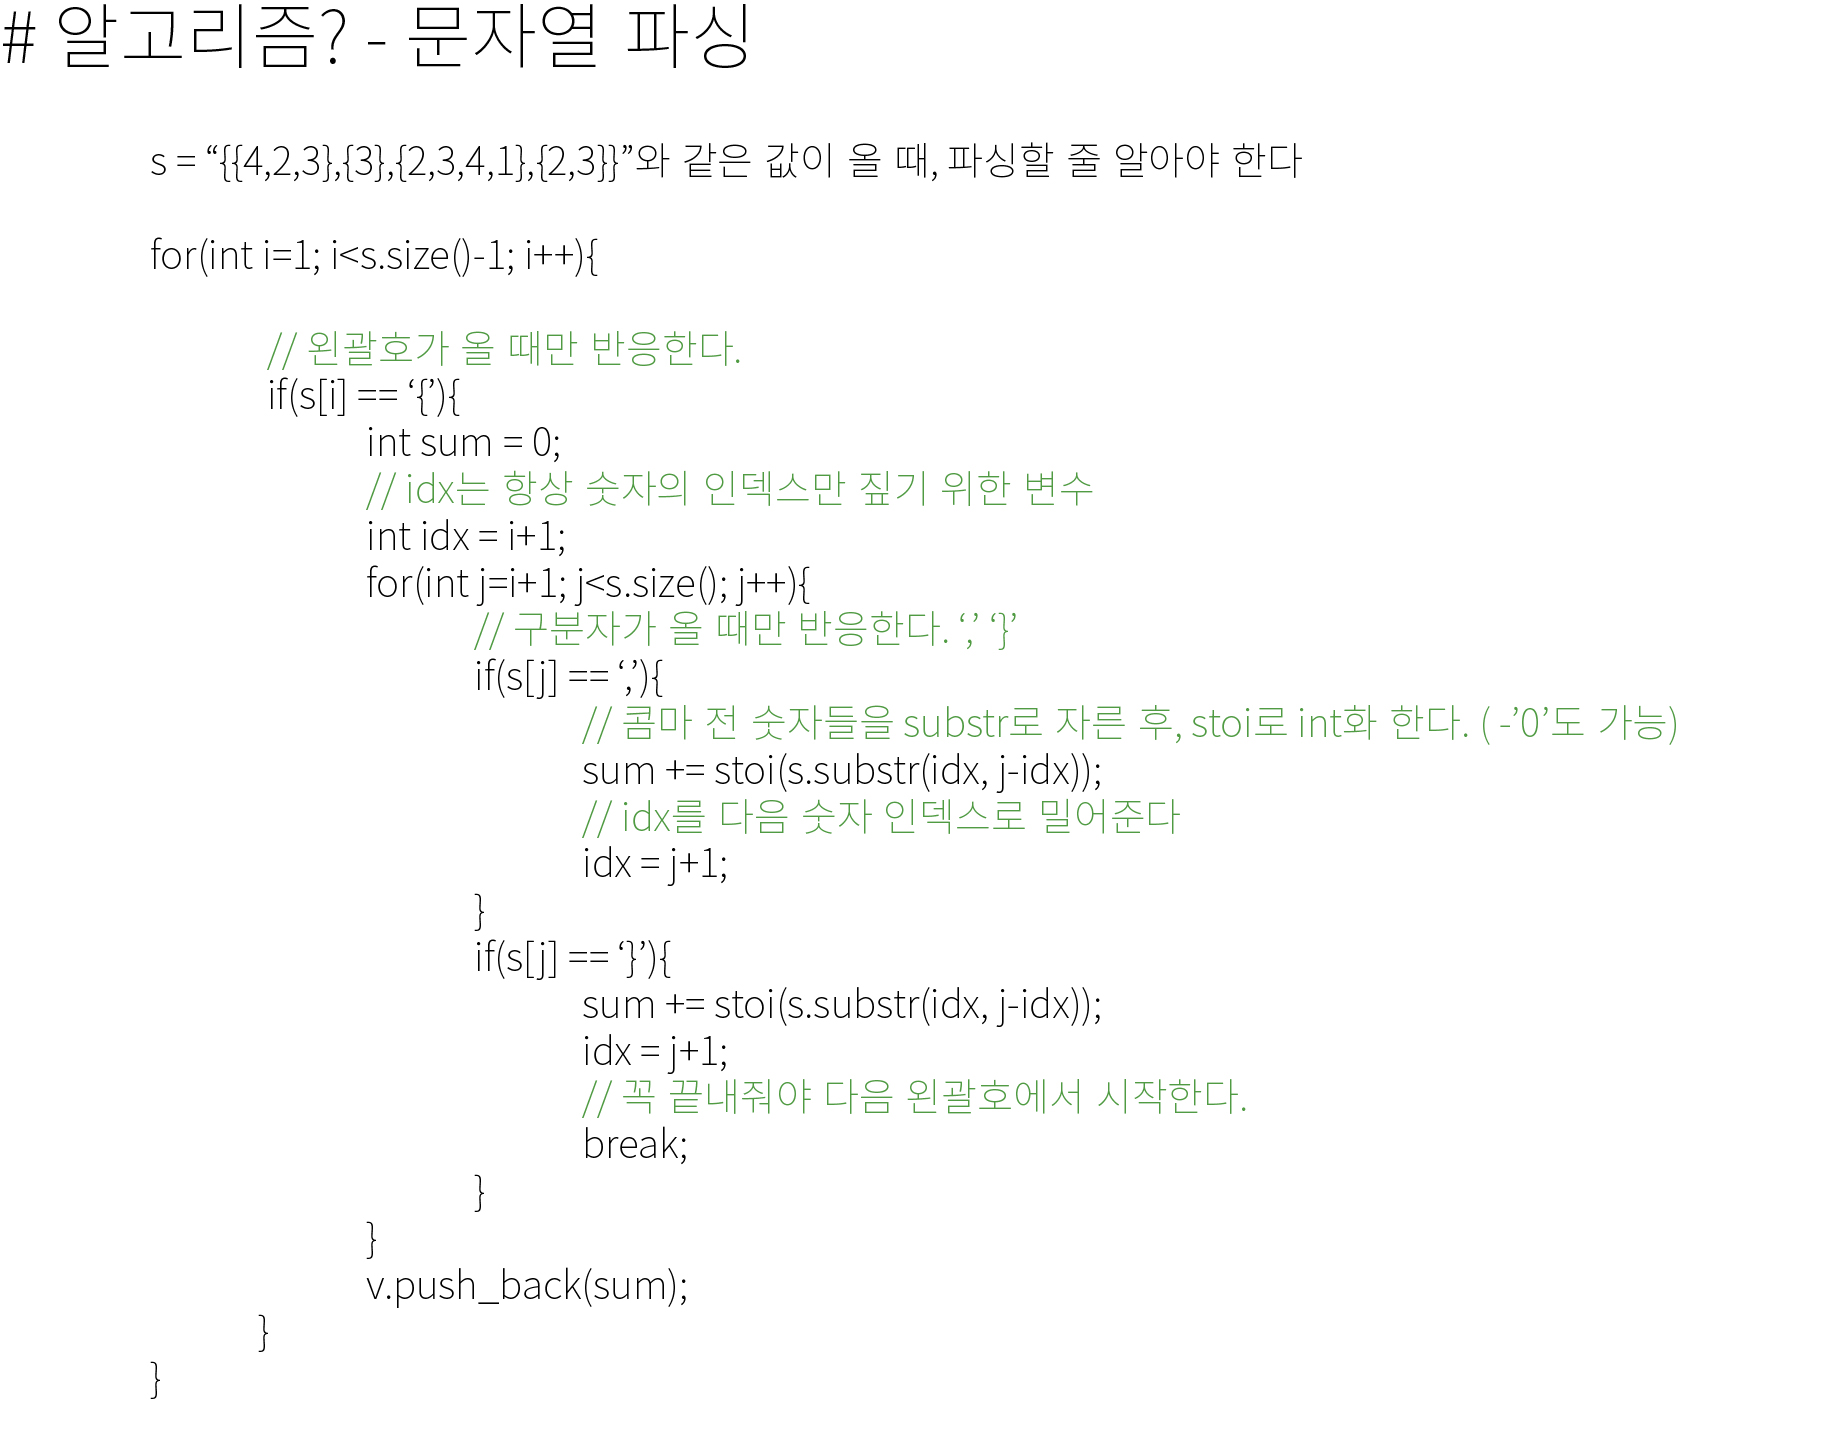 # 알고리즘? - 문자열 파싱
s = “{{4,2,3},{3},{2,3,4,1},{2,3}}”와 같은 값이 올 때, 파싱할 줄 알아야 한다
for(int i=1; i<s.size()-1; i++){
// 왼괄호가 올 때만 반응한다.
if(s[i] == ‘{’){
int sum = 0;
// idx는 항상 숫자의 인덱스만 짚기 위한 변수
int idx = i+1;
for(int j=i+1; j<s.size(); j++){
// 구분자가 올 때만 반응한다. ‘,’ ‘}’
if(s[j] == ‘,’){
// 콤마 전 숫자들을 substr로 자른 후, stoi로 int화 한다. ( -’0’도 가능)
sum += stoi(s.substr(idx, j-idx));
// idx를 다음 숫자 인덱스로 밀어준다
idx = j+1;
}
if(s[j] == ‘}’){
sum += stoi(s.substr(idx, j-idx));
idx = j+1;
// 꼭 끝내줘야 다음 왼괄호에서 시작한다.
break;
}
}
v.push_back(sum);
}
}